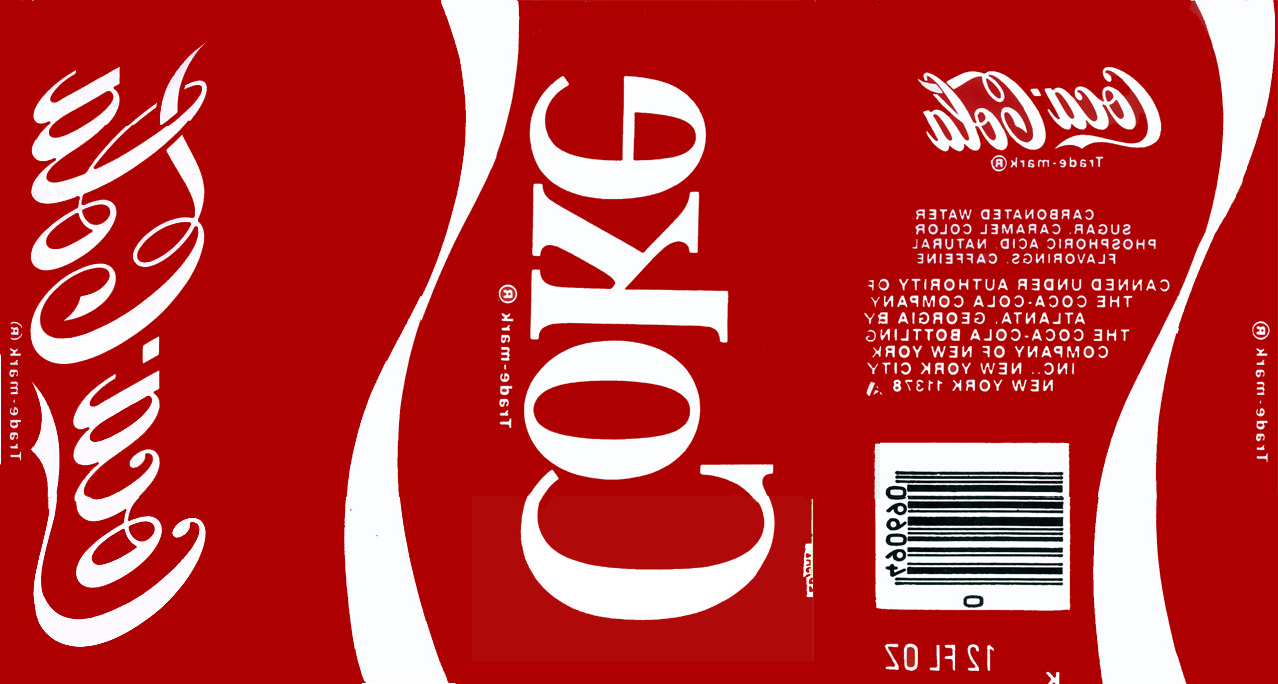 Coca-Cola
Trade-mark ®
Coke
Trade-mark ®
Coca-Cola
Trade-mark ®
CARBONATED WATER
SUGAR, CARAMEL COLOR
PHOSPHORIC ACID, NATURAL
FLAVORINGS, CAFFEINE
CANNED UNDER AUTHORITY OF
THE COCA-COLA COMPANY
ATLANTA, GEORGIA BY
THE COCA-COLA BOTTLING
COMPANY OF NEW YORK
INC., NEW YORK CITY
NEW YORK 11378 A
490690
0
12 FL OZ
K
Trade-mark ®